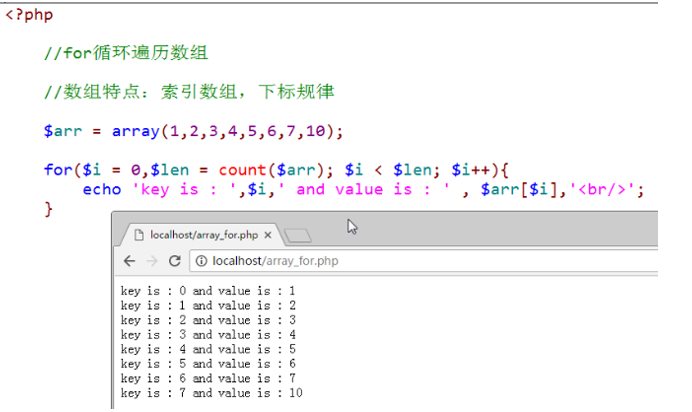 <?php
//for循环遍历数组
//数组特点：索引数组，下标规律
$arr = array(1,2,3,4,5,6,7,10);
for($i = 0,$len = count($arr); $i < $len; $i++){
echo 'key is : ',$i,' and value is : ' , $arr[$i],'<br/>';
}
localhost/array_for.php
localhost/array_for.php
key is : 0 and value is : 1
key is : 1 and value is : 2
key is : 2 and value is : 3
key is : 3 and value is : 4
key is : 4 and value is : 5
key is : 5 and value is : 6
key is : 6 and value is : 7
key is : 7 and value is : 10